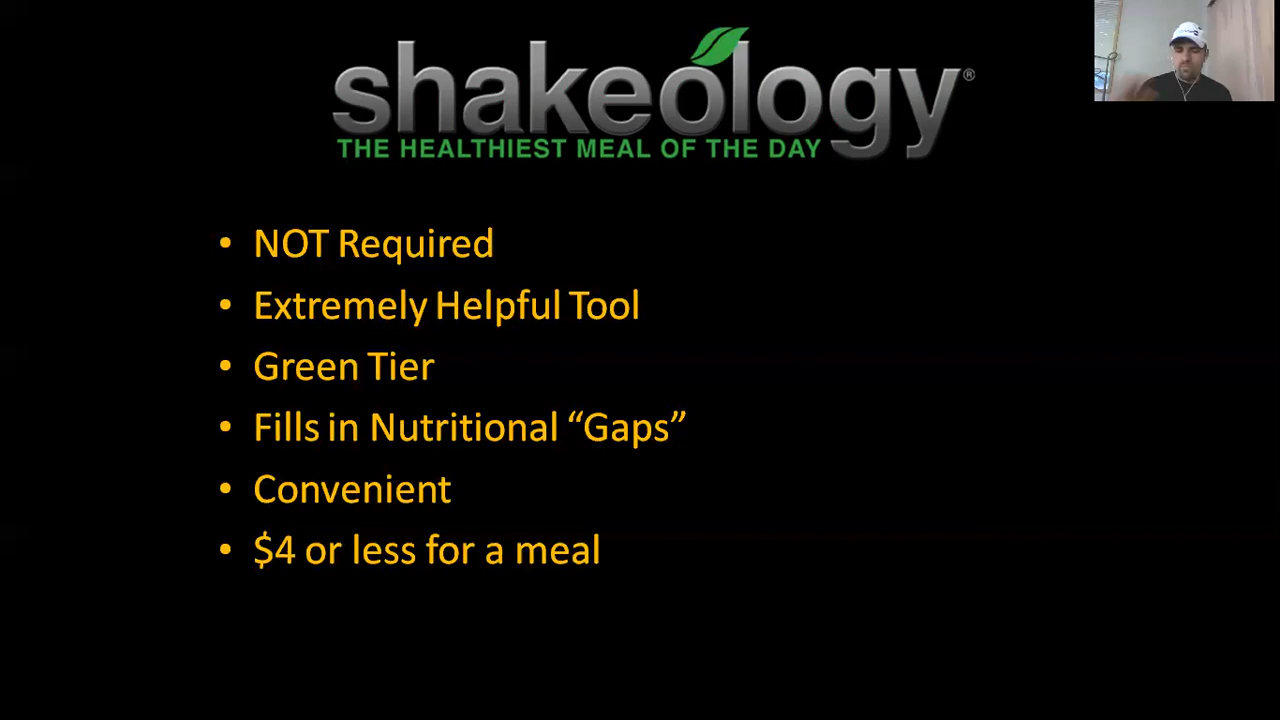 shakeology®
THE HEALTHIEST MEAL OF THE DAY
• NOT Required
• Extremely Helpful Tool
• Green Tier
• Fills in Nutritional “Gaps”
• Convenient
• $4 or less for a meal